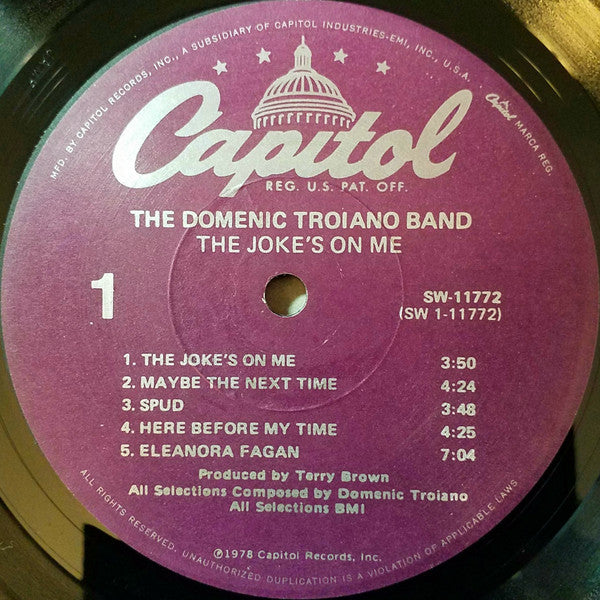 MFD. BY CAPITOL RECORDS, INC., A SUBSIDIARY OF CAPITOL INDUSTRIES-EMI, INC., U.S.A.
Capitol MARCA REG.
Capitol
REG. U.S. PAT. OFF.
THE DOMENIC TROIANO BAND
THE JOKE'S ON ME
1
SW-11772
(SW 1-11772)
1. THE JOKE'S ON ME 3:50
2. MAYBE THE NEXT TIME 4:24
3. SPUD 3:48
4. HERE BEFORE MY TIME 4:25
5. ELEANORA FAGAN 7:04
Produced by Terry Brown
All Selections Composed by Domenic Troiano
All Selections BMI
℗1978 Capitol Records, Inc.
ALL RIGHTS RESERVED. UNAUTHORIZED DUPLICATION IS A VIOLATION OF APPLICABLE LAWS